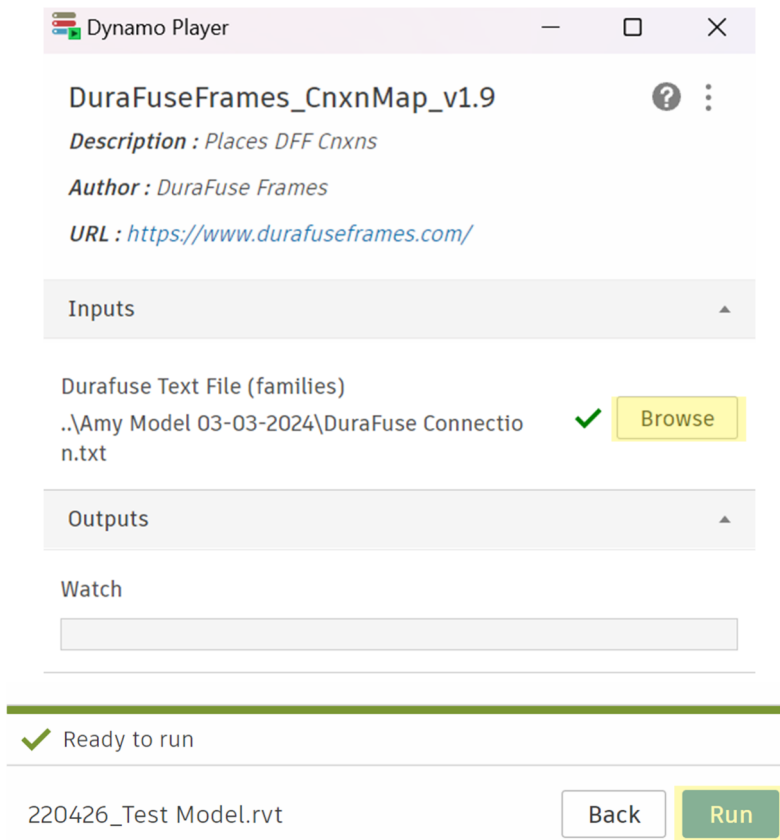 Dynamo Player
DuraFuseFrames_CnxnMap_v1.9
Description : Places DFF Cnxns
Author : DuraFuse Frames
URL : https://www.durafuseframes.com/
Inputs
Durafuse Text File (families)
..\Amy Model 03-03-2024\DuraFuse Connectio
n.txt
Browse
Outputs
Watch
Ready to run
220426_Test Model.rvt
Back
Run